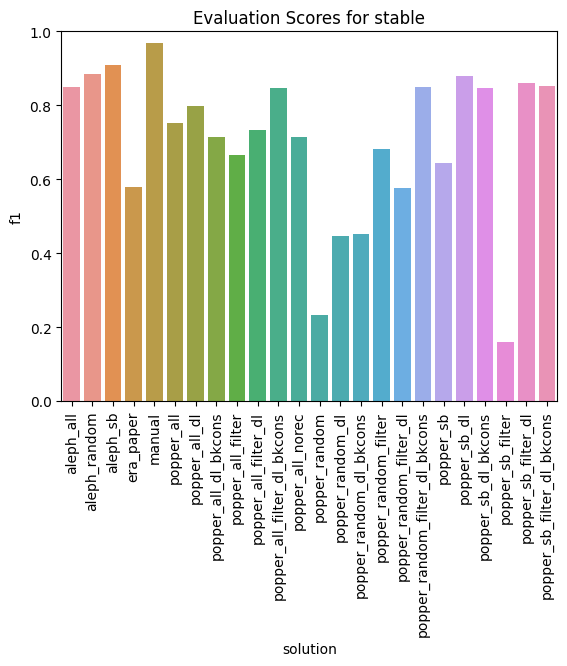 Evaluation Scores for stable
f1
1.0
0.8
0.6
0.4
0.2
0.0
aleph_all
aleph_random
aleph_sb
era_paper
manual
popper_all
popper_all_dl
popper_all_dl_bkcons
popper_all_filter
popper_all_filter_dl
popper_all_filter_dl_bkcons
popper_all_norec
popper_random
popper_random_dl
popper_random_dl_bkcons
popper_random_filter
popper_random_filter_dl
popper_random_filter_dl_bkcons
popper_sb
popper_sb_dl
popper_sb_dl_bkcons
popper_sb_filter
popper_sb_filter_dl
popper_sb_filter_dl_bkcons
solution